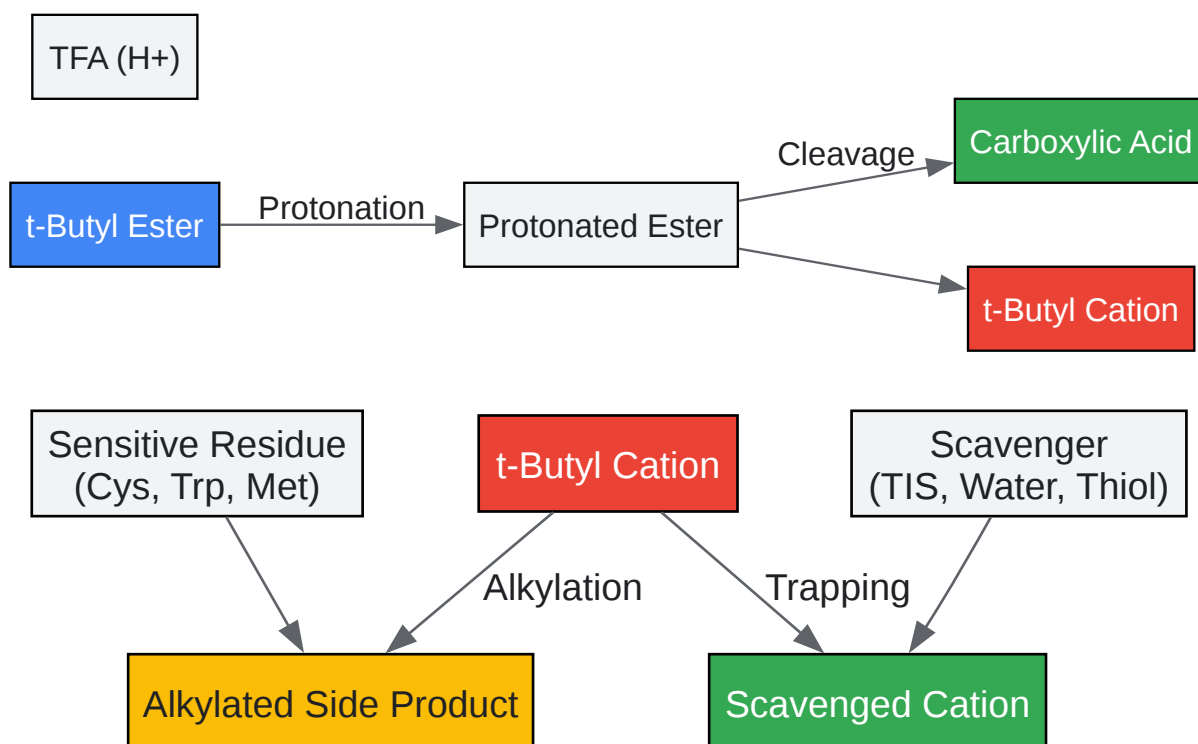 TFA (H+)
Cleavage
Carboxylic Acid
t-Butyl Ester
Protonation
Protonated Ester
t-Butyl Cation
Sensitive Residue
(Cys, Trp, Met)
t-Butyl Cation
Scavenger
(TIS, Water, Thiol)
Alkylation
Trapping
Alkylated Side Product
Scavenged Cation